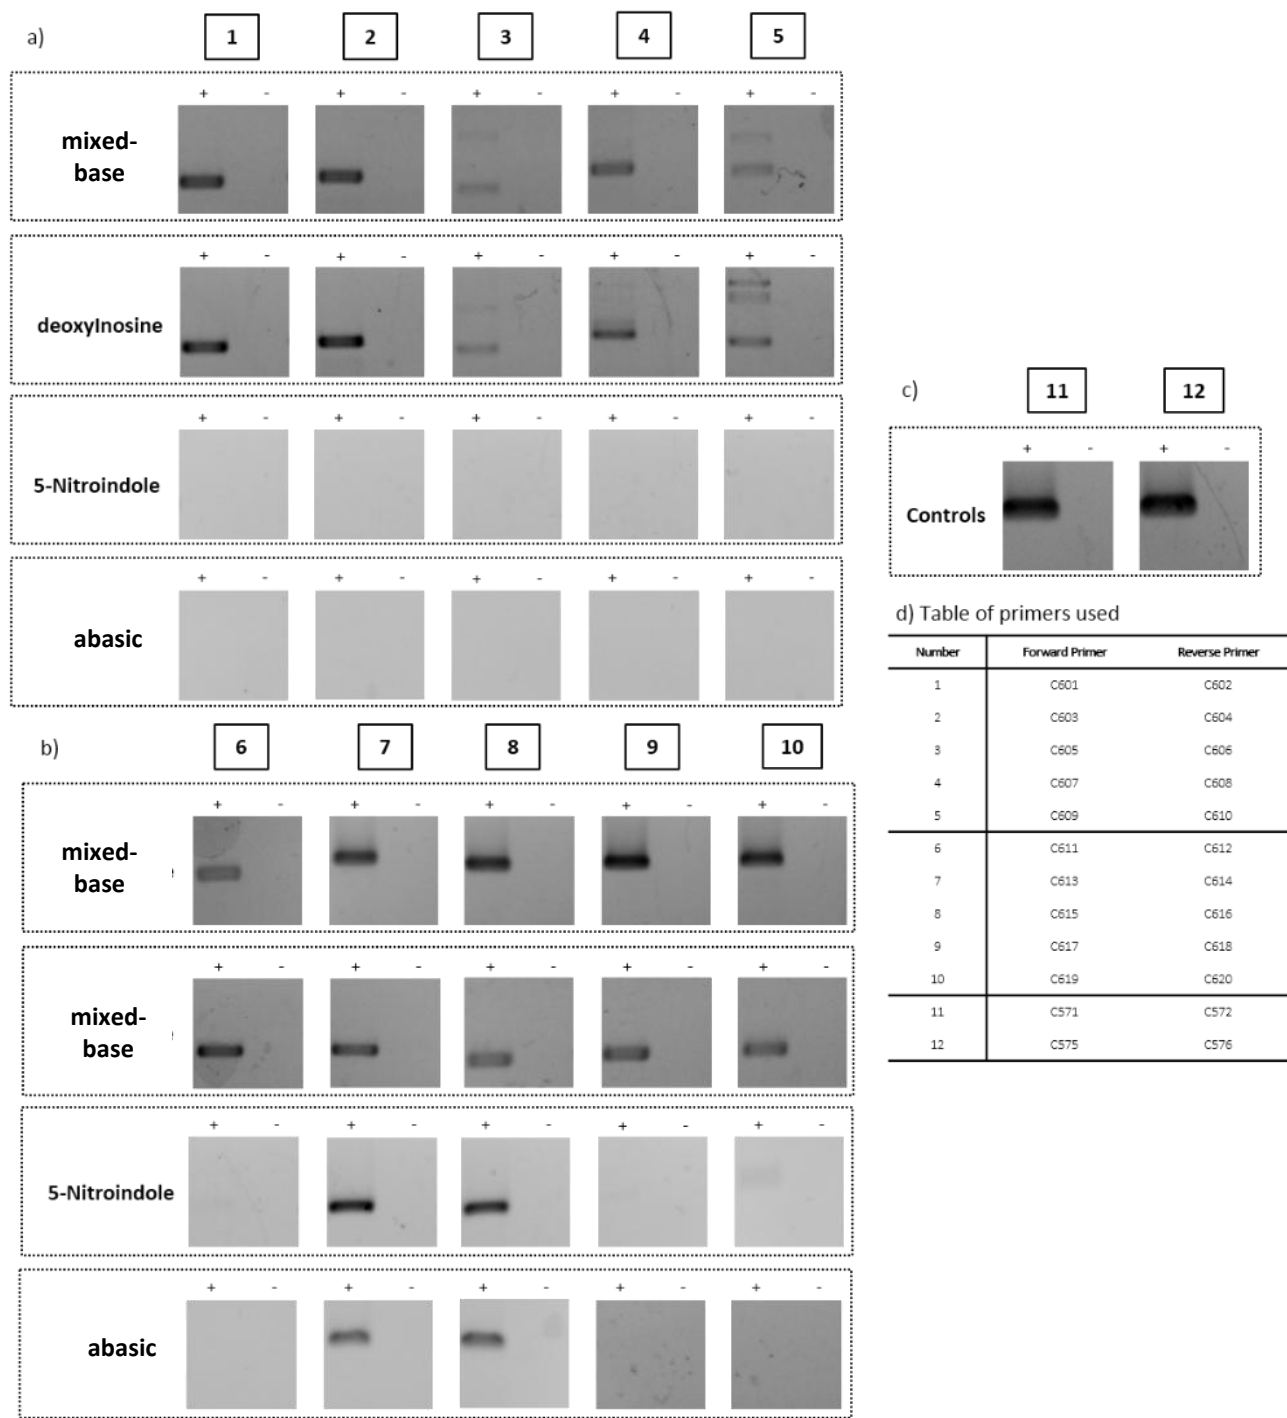 a)
1 2 3 4 5
+ - + - + - + - + -
mixed-
base
+ - + - + - + - + -
deoxyInosine
+ - + - + - + - + -
5-Nitroindole
+ - + - + - + - + -
abasic
b)
6 7 8 9 10
+ - + - + - + - + -
mixed-
base
+ - + - + - + - + -
mixed-
base
+ - + - + - + - + -
5-Nitroindole
+ - + - + - + - + -
abasic
c)
11 12
+ - + -
Controls
d) Table of primers used
Number Forward Primer Reverse Primer
1 C601 C602
2 C603 C604
3 C605 C606
4 C607 C608
5 C609 C610
6 C611 C612
7 C613 C614
8 C615 C616
9 C617 C618
10 C619 C620
11 C571 C572
12 C575 C576